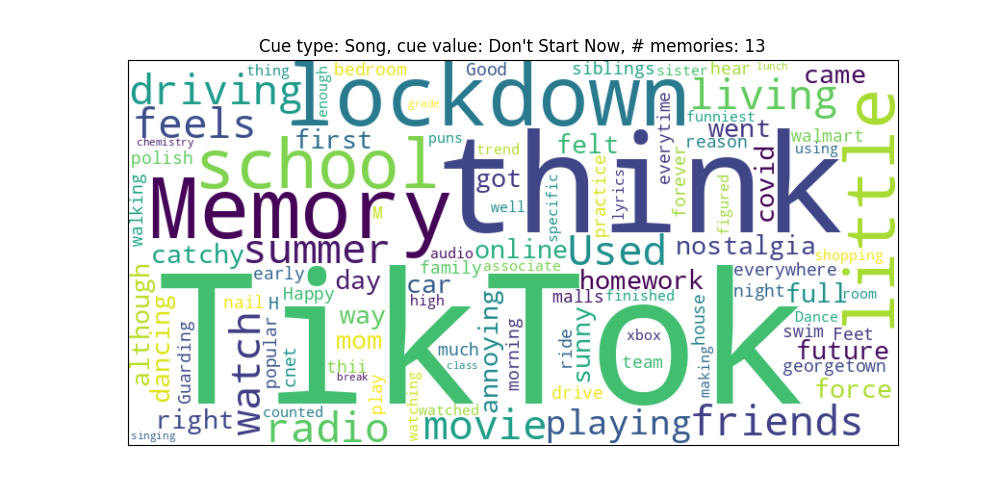 Cue type: Song, cue value: Don't Start Now, # memories: 13
thing
enough
bedroom
Good
siblings
sister
hear
lunch
came
driving
lockdown
grade
living
little
feels
first
puns
felt
everytime
funniest
went
reason
walmart
chemistry
using
polish
school
trend
think
got
practice
lyrics
forever
figured
covid
walking
Memory
M
well
specific
catchy
summer
audio
online
Used
nostalgia
shopping
although
early
family
associate
TikTok
day
car
homework
everywhere
dancing
nail
H
Happy
high
malls
finished
night
full
room
Guarding
watch
popular
cnet
way
mom
annoying
morning
much
ride
sunny
xbox
house
Dance
swim
Feet
future
thii
break
class
team
making
georgetown
play
watching
drive
force
right
counted
radio
watched
movie
playing
friends
singing